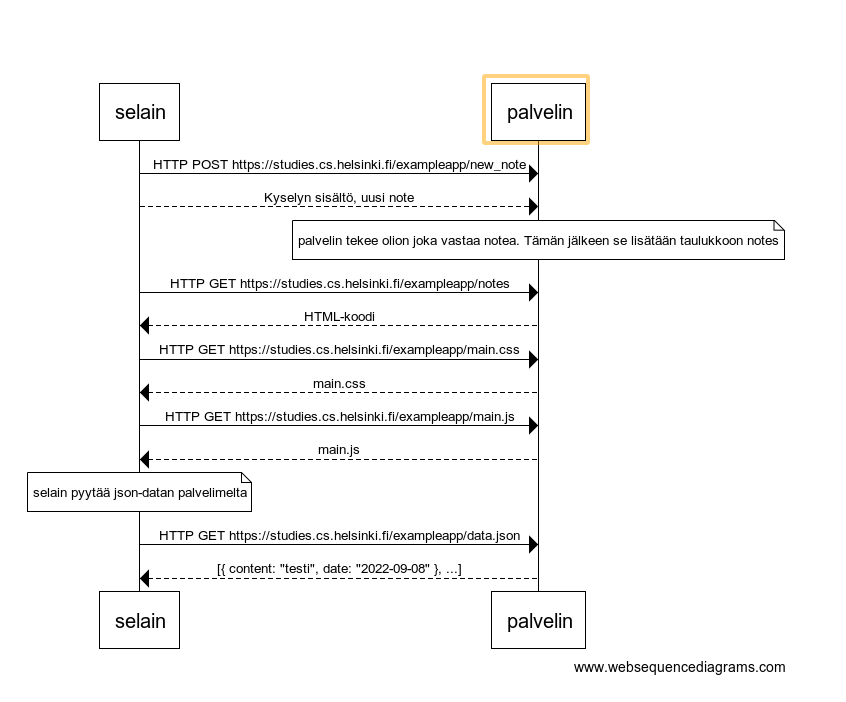 selain
palvelin
HTTP POST https://studies.cs.helsinki.fi/exampleapp/new_note
Kyselyn sisältö, uusi note
palvelin tekee olion joka vastaa notea. Tämän jälkeen se lisätään taulukkoon notes
HTTP GET https://studies.cs.helsinki.fi/exampleapp/notes
HTML-koodi
HTTP GET https://studies.cs.helsinki.fi/exampleapp/main.css
main.css
HTTP GET https://studies.cs.helsinki.fi/exampleapp/main.js
main.js
selain pyytää json-datan palvelimelta
HTTP GET https://studies.cs.helsinki.fi/exampleapp/data.json
[{ content: "testi", date: "2022-09-08" }, ...]
selain
palvelin
www.websequencediagrams.com